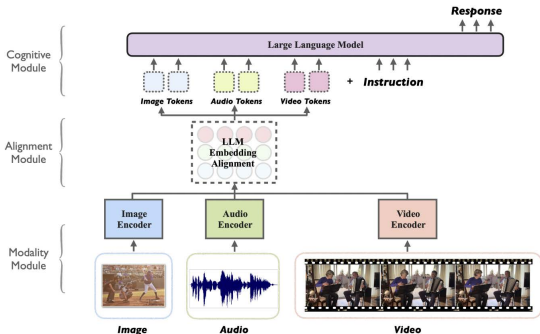 Response
Cognitive
Module
Large Language Model
Image Tokens
Audio Tokens
Video Tokens
+ Instruction
Alignment
Module
LLM
Embedding
Alignment
Modality
Module
Image
Encoder
Audio
Encoder
Video
Encoder
Image
Audio
Video